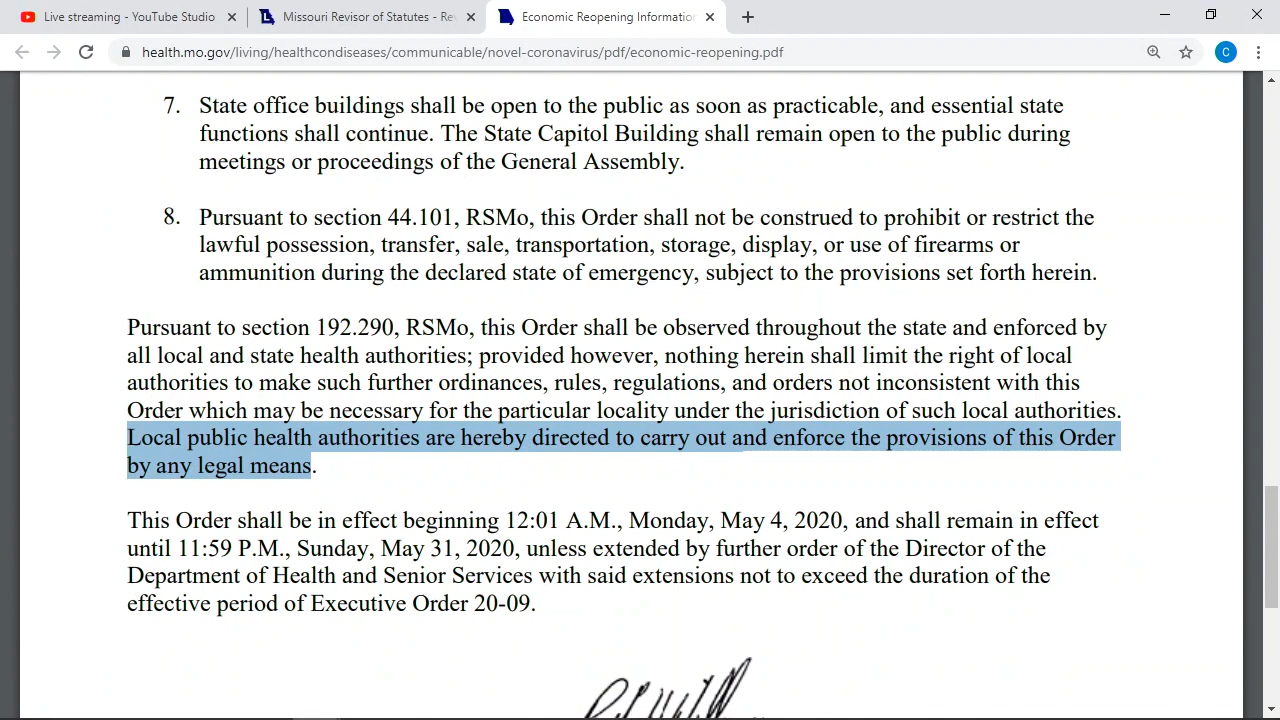 Live streaming - YouTube Studio
Missouri Revisor of Statutes - Re
Economic Reopening Information
health.mo.gov/living/healthcondiseases/communicable/novel-coronavirus/pdf/economic-reopening.pdf
C
7. State office buildings shall be open to the public as soon as practicable, and essential state
functions shall continue. The State Capitol Building shall remain open to the public during
meetings or proceedings of the General Assembly.
8. Pursuant to section 44.101, RSMo, this Order shall not be construed to prohibit or restrict the
lawful possession, transfer, sale, transportation, storage, display, or use of firearms or
ammunition during the declared state of emergency, subject to the provisions set forth herein.
Pursuant to section 192.290, RSMo, this Order shall be observed throughout the state and enforced by
all local and state health authorities; provided however, nothing herein shall limit the right of local
authorities to make such further ordinances, rules, regulations, and orders not inconsistent with this
Order which may be necessary for the particular locality under the jurisdiction of such local authorities.
Local public health authorities are hereby directed to carry out and enforce the provisions of this Order
by any legal means.
This Order shall be in effect beginning 12:01 A.M., Monday, May 4, 2020, and shall remain in effect
until 11:59 P.M., Sunday, May 31, 2020, unless extended by further order of the Director of the
Department of Health and Senior Services with said extensions not to exceed the duration of the
effective period of Executive Order 20-09.